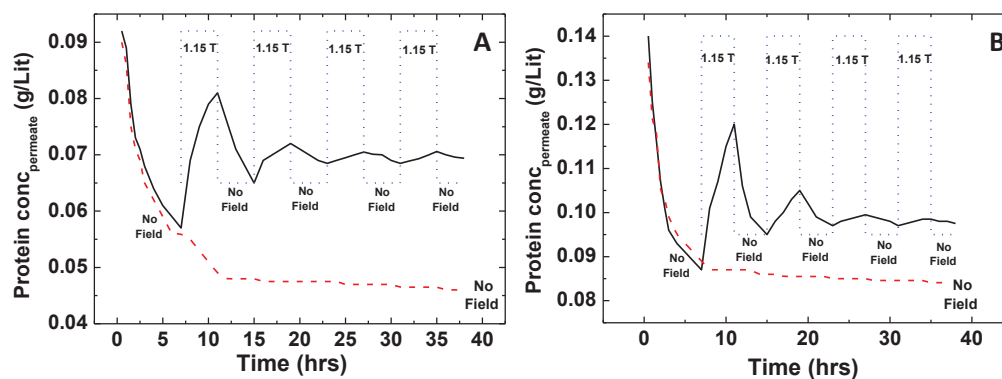 A
0.09
0.08
0.07
0.06
0.05
0.04
Protein conc permeate (g/Lit)
1.15 T
1.15 T
1.15 T
1.15 T
No
Field
No
Field
No
Field
No
Field
No
Field
No
Field
0 5 10 15 20 25 30 35 40
Time (hrs)
B
0.14
0.13
0.12
0.11
0.10
0.09
0.08
Protein conc permeate (g/Lit)
1.15 T
1.15 T
1.15 T
1.15 T
No
Field
No
Field
No
Field
No
Field
No
Field
No
Field
0 5 10 15 20 25 30 35 40
Time (hrs)